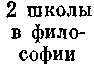 2 школы
в фило-
софии